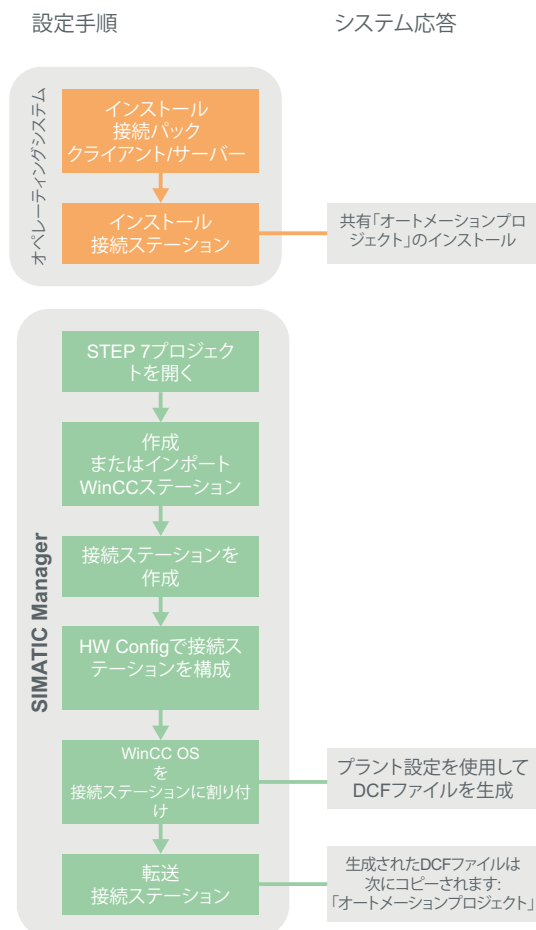 設定手順
システム応答
オペレーティングシステム
インストール
接続パック
クライアント/サーバー
インストール
接続ステーション
共有「オートメーションプロ
ジェクト」のインストール
SIMATIC Manager
STEP 7プロジェク
トを開く
作成
またはインポート
WinCCステーション
接続ステーションを
作成
HW Configで接続ス
テーションを構成
WinCC OS
を
接続ステーションに割り付
け
プラント設定を使用して
DCFファイルを生成
転送
接続ステーション
生成されたDCFファイルは
次にコピーされます:
「オートメーションプロジェクト」